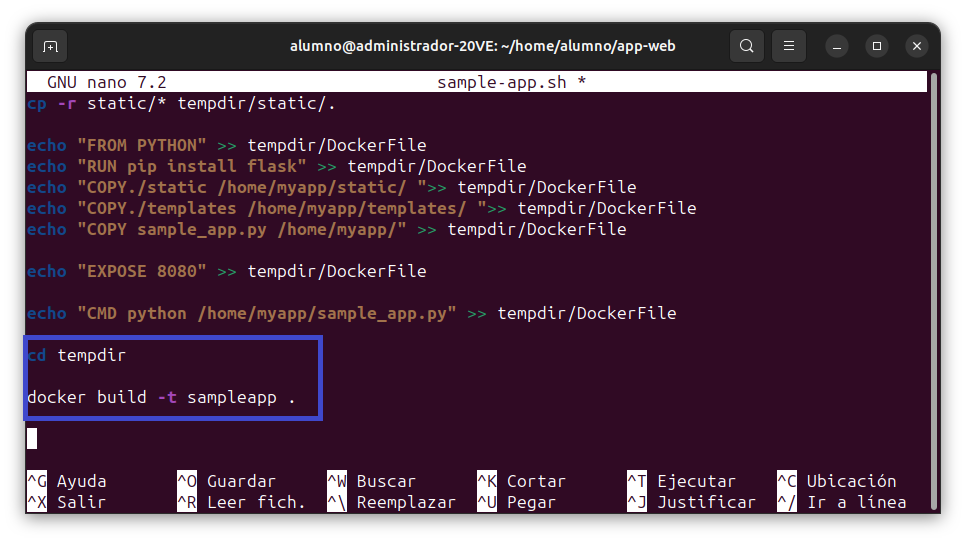 alumno@administrador-20VE: ~/home/alumno/app-web
GNU nano 7.2 sample-app.sh *
cp -r static/* tempdir/static/.
echo "FROM PYTHON" >> tempdir/DockerFile
echo "RUN pip install flask" >> tempdir/DockerFile
echo "COPY./static /home/myapp/static/ ">> tempdir/DockerFile
echo "COPY./templates /home/myapp/templates/ ">> tempdir/DockerFile
echo "COPY sample_app.py /home/myapp/" >> tempdir/DockerFile
echo "EXPOSE 8080" >> tempdir/DockerFile
echo "CMD python /home/myapp/sample_app.py" >> tempdir/DockerFile
cd tempdir
docker build -t sampleapp .
^G Ayuda ^O Guardar ^W Buscar ^K Cortar ^T Ejecutar ^C Ubicación
^X Salir ^R Leer fich. ^\ Reemplazar ^U Pegar ^J Justificar ^/ Ir a línea